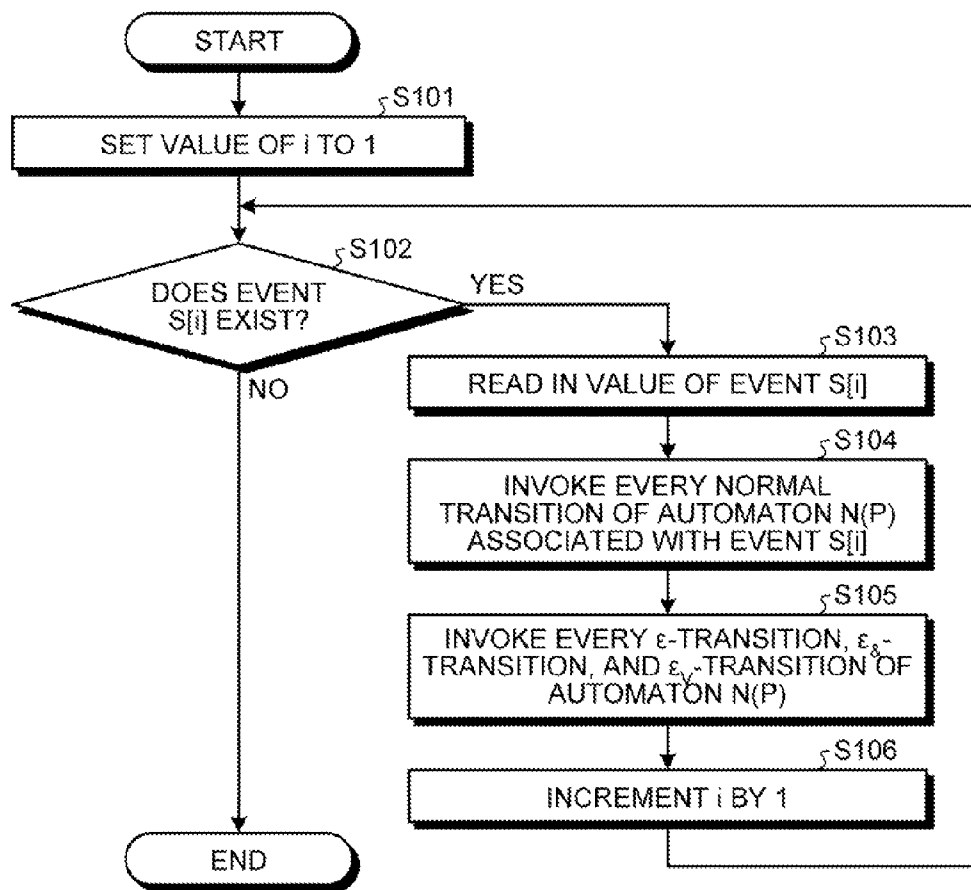 START
S101
SET VALUE OF i TO 1
S102
DOES EVENT
S[i] EXIST?
YES
NO
S103
READ IN VALUE OF EVENT S[i]
S104
INVOKE EVERY NORMAL
TRANSITION OF AUTOMATON N(P)
ASSOCIATED WITH EVENT S[i]
S105
INVOKE EVERY ε-TRANSITION, ε&-
TRANSITION, AND εV-TRANSITION OF
AUTOMATON N(P)
S106
INCREMENT i BY 1
END